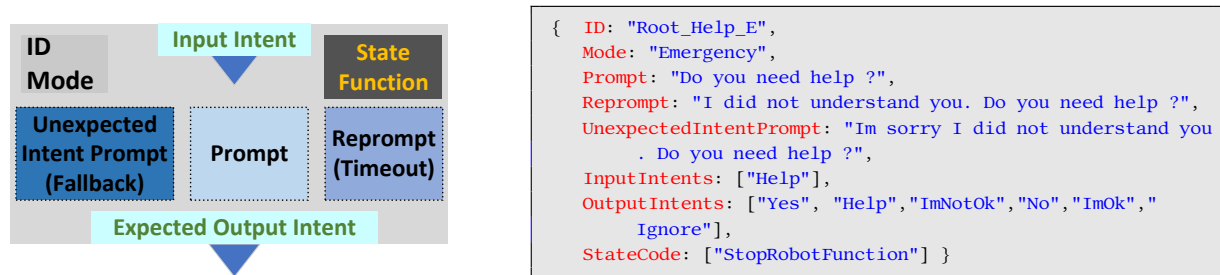 ID
Mode
Input Intent
State
Function
Unexpected
Intent Prompt
(Fallback)
Prompt
Reprompt
(Timeout)
Expected Output Intent
{ ID: "Root_Help_E",
Mode: "Emergency",
Prompt: "Do you need help ?",
Reprompt: "I did not understand you. Do you need help ?",
UnexpectedIntentPrompt: "Im sorry I did not understand you
. Do you need help ?",
InputIntents: ["Help"],
OutputIntents: ["Yes", "Help","ImNotOk","No","ImOk","
Ignore"],
StateCode: ["StopRobotFunction"] }